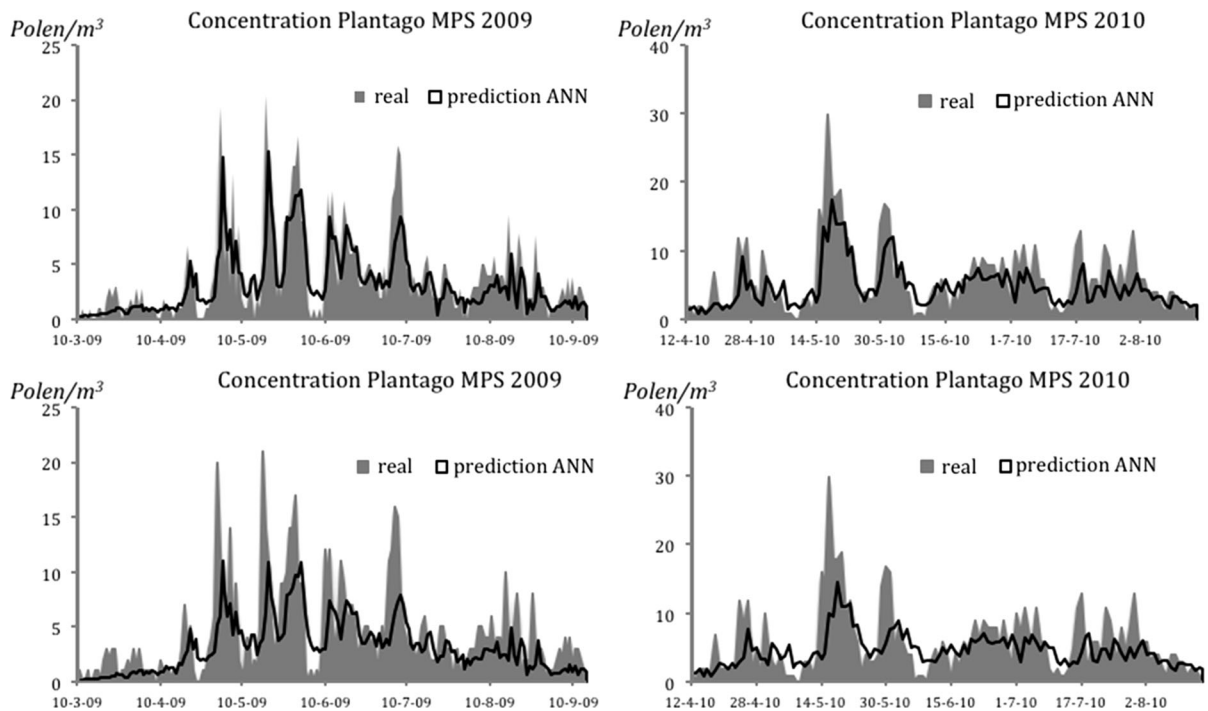 Concentration Plantago MPS 2009
Polen/m³
25
20
15
10
5
0
real
prediction ANN
10-3-09 10-4-09 10-5-09 10-6-09 10-7-09 10-8-09 10-9-09
Concentration Plantago MPS 2010
Polen/m³
40
30
20
10
0
real
prediction ANN
12-4-10 28-4-10 14-5-10 30-5-10 15-6-10 1-7-10 17-7-10 2-8-10
Concentration Plantago MPS 2009
Polen/m³
25
20
15
10
5
0
real
prediction ANN
10-3-09 10-4-09 10-5-09 10-6-09 10-7-09 10-8-09 10-9-09
Concentration Plantago MPS 2010
Polen/m³
40
30
20
10
0
real
prediction ANN
12-4-10 28-4-10 14-5-10 30-5-10 15-6-10 1-7-10 17-7-10 2-8-10